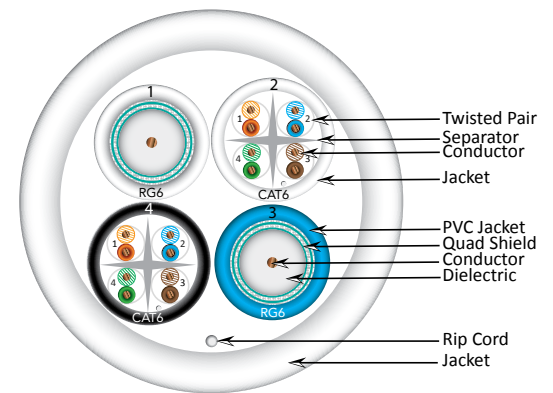 1
RG6
2
1
2
4
3
CAT6
4
1
2
4
3
CAT6
3
RG6
Twisted Pair
Separator
Conductor
Jacket
PVC Jacket
Quad Shield
Conductor
Dielectric
Rip Cord
Jacket